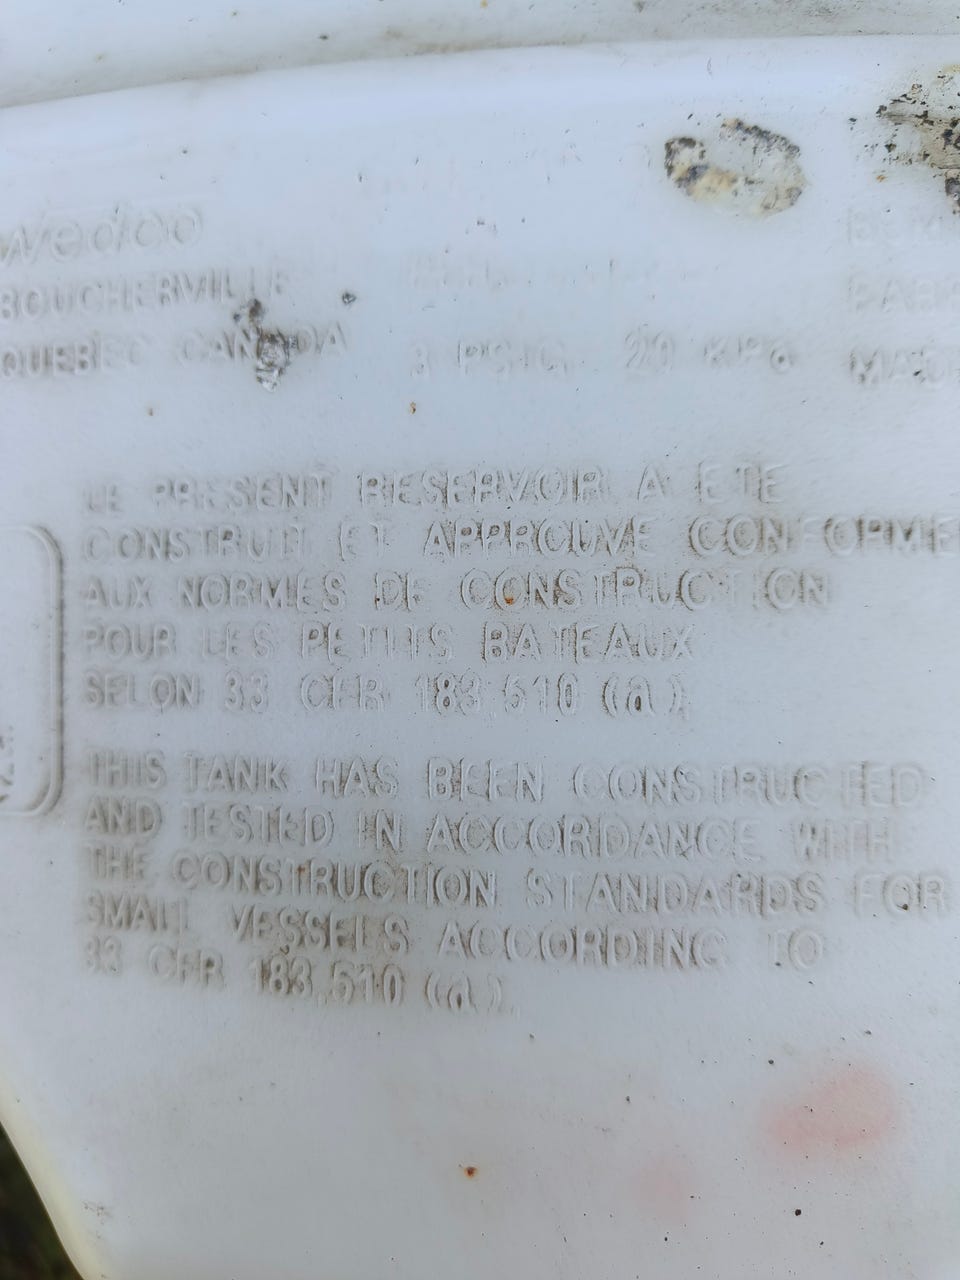 wedco
BOUCHERVILLE
QUEBEC CANADA
3 PSIG 20 KPa
LE PRESENT RESERVOIR A ETE
CONSTRUIT ET APPROUVE CONFORME
AUX NORMES DE CONSTRUCTION
POUR LES PETITS BATEAUX
SELON 33 CFR 183.510 (a).
THIS TANK HAS BEEN CONSTRUCTED
AND TESTED IN ACCORDANCE WITH
THE CONSTRUCTION STANDARDS FOR
SMALL VESSELS ACCORDING TO
33 CFR 183.510 (a).